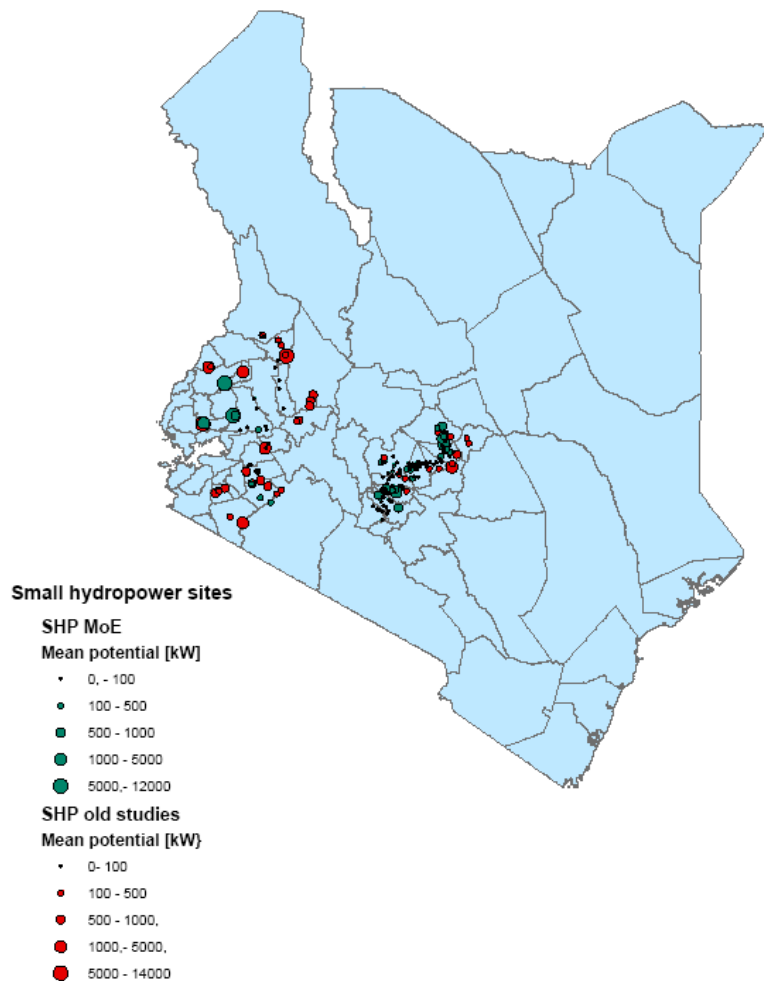 Small hydropower sites
SHP MoE
Mean potential [kW]
0, - 100
100 - 500
500 - 1000
1000 - 5000
5000,- 12000
SHP old studies
Mean potential [kW}
0- 100
100 - 500
500 - 1000,
1000,- 5000,
5000 - 14000